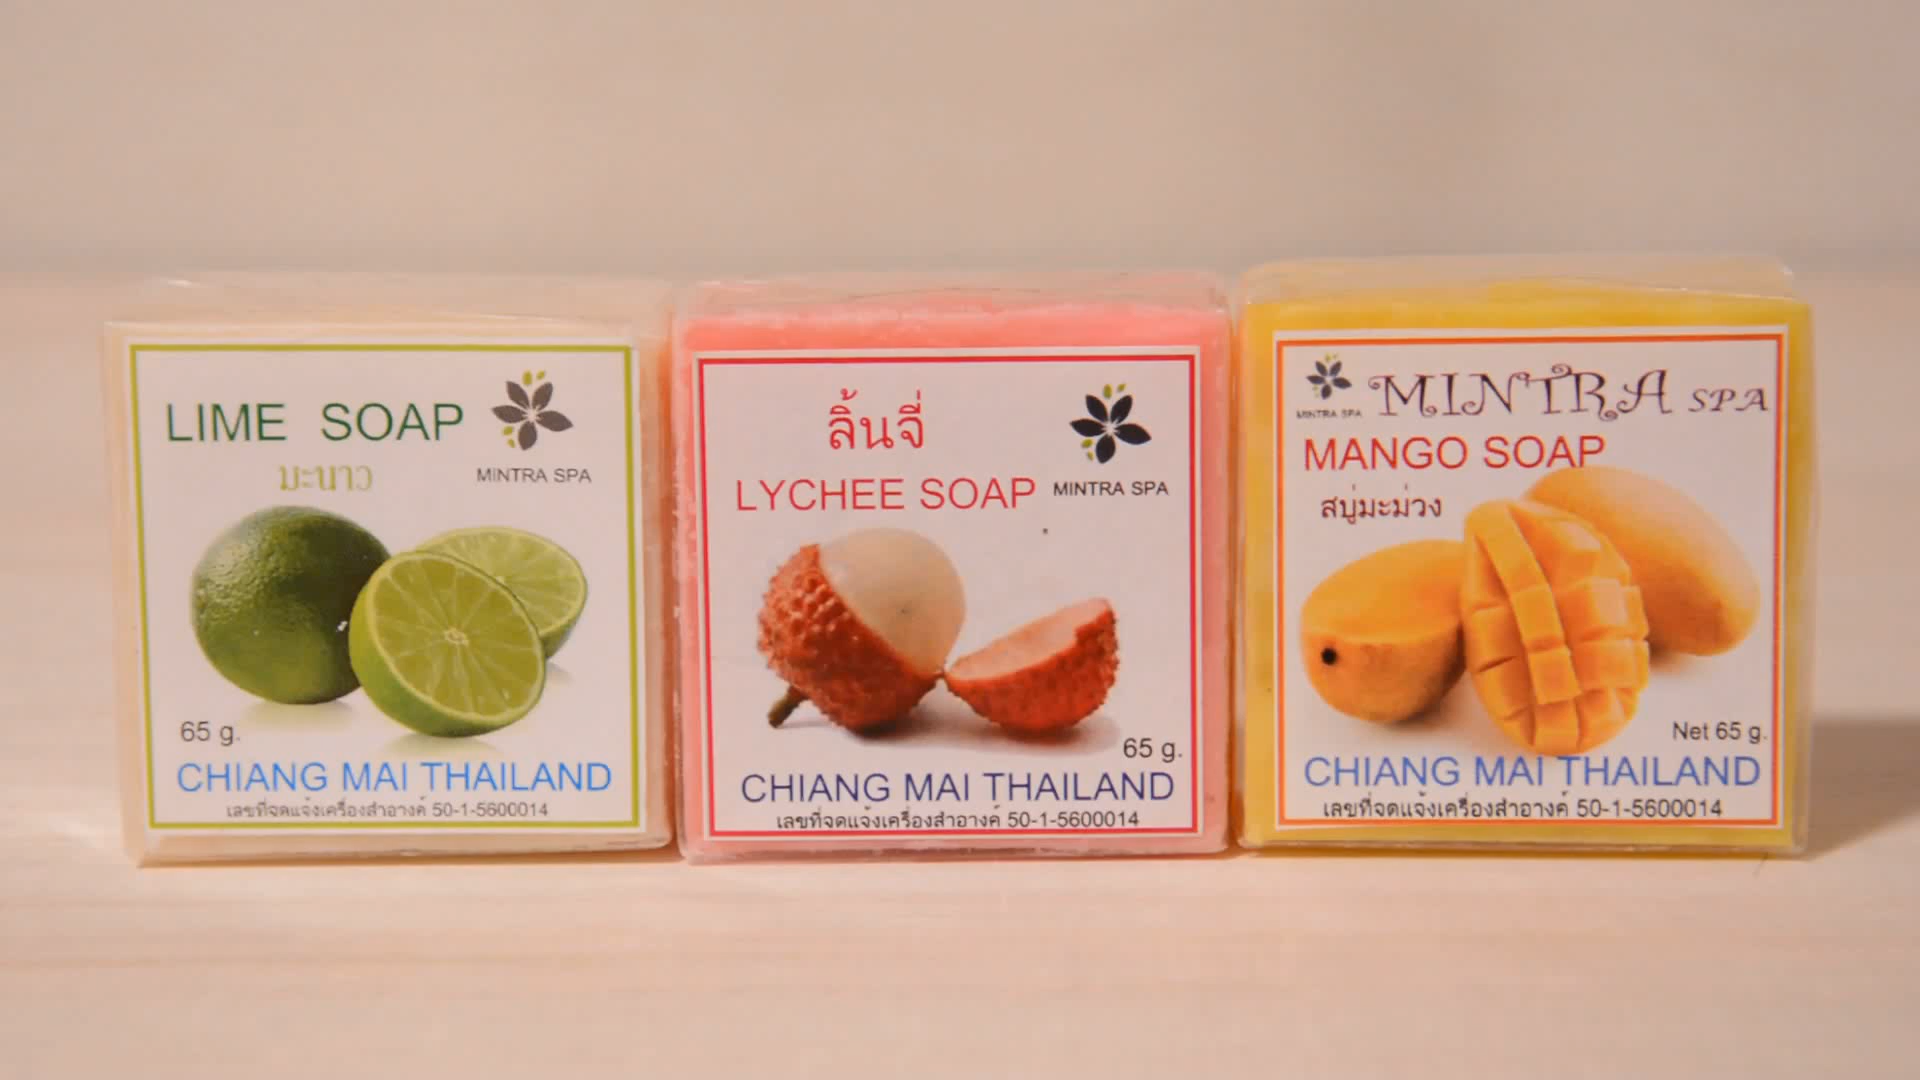 LIME SOAP
มะนาว
MINTRA SPA
65 g.
CHIANG MAI THAILAND
เลขที่จดแจ้งเครื่องสำอางค์ 50-1-5600014
ลิ้นจี่
LYCHEE SOAP
MINTRA SPA
65 g.
CHIANG MAI THAILAND
เลขที่จดแจ้งเครื่องสำอางค์ 50-1-5600014
MINTRA SPA
MINTRA SPA
MANGO SOAP
สบู่มะม่วง
Net 65 g.
CHIANG MAI THAILAND
เลขที่จดแจ้งเครื่องสำอางค์ 50-1-5600014